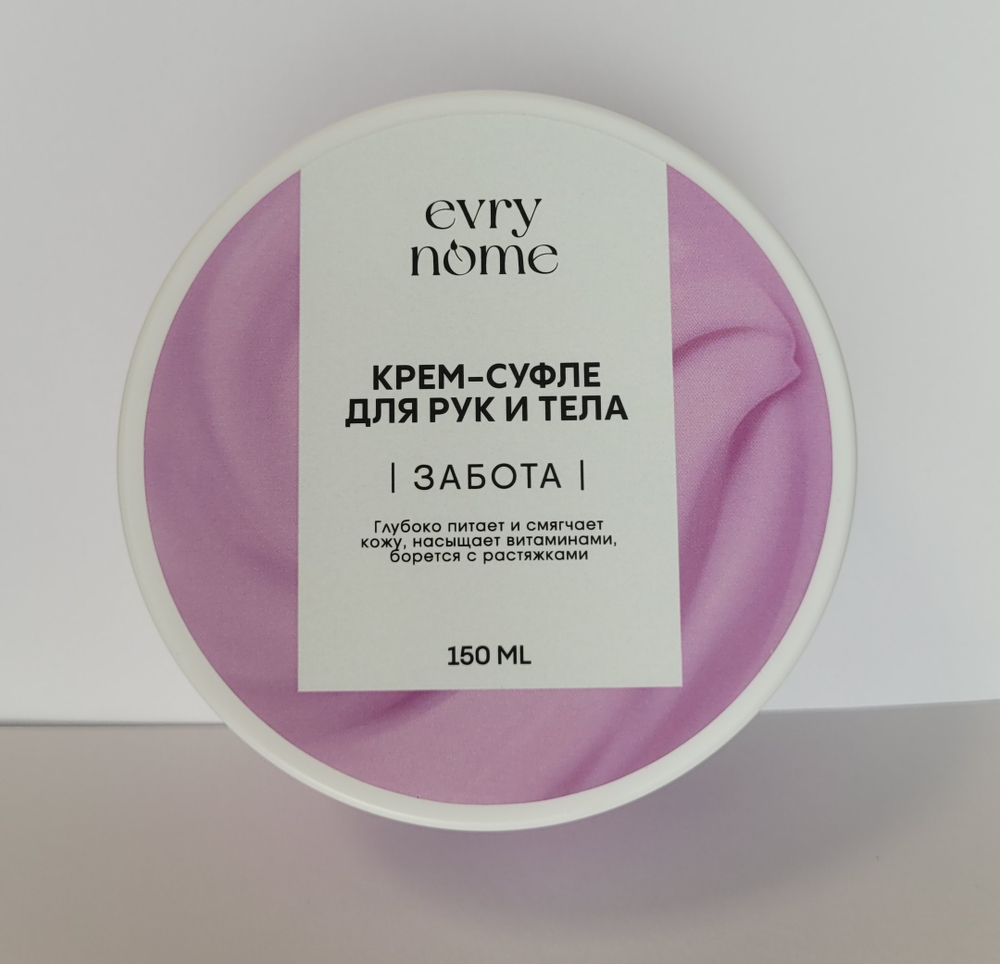 evry
nome
КРЕМ-СУФЛЕ
ДЛЯ РУК И ТЕЛА
| ЗАБОТА |
Глубоко питает и смягчает
кожу, насыщает витаминами,
борется с растяжками
150 ML